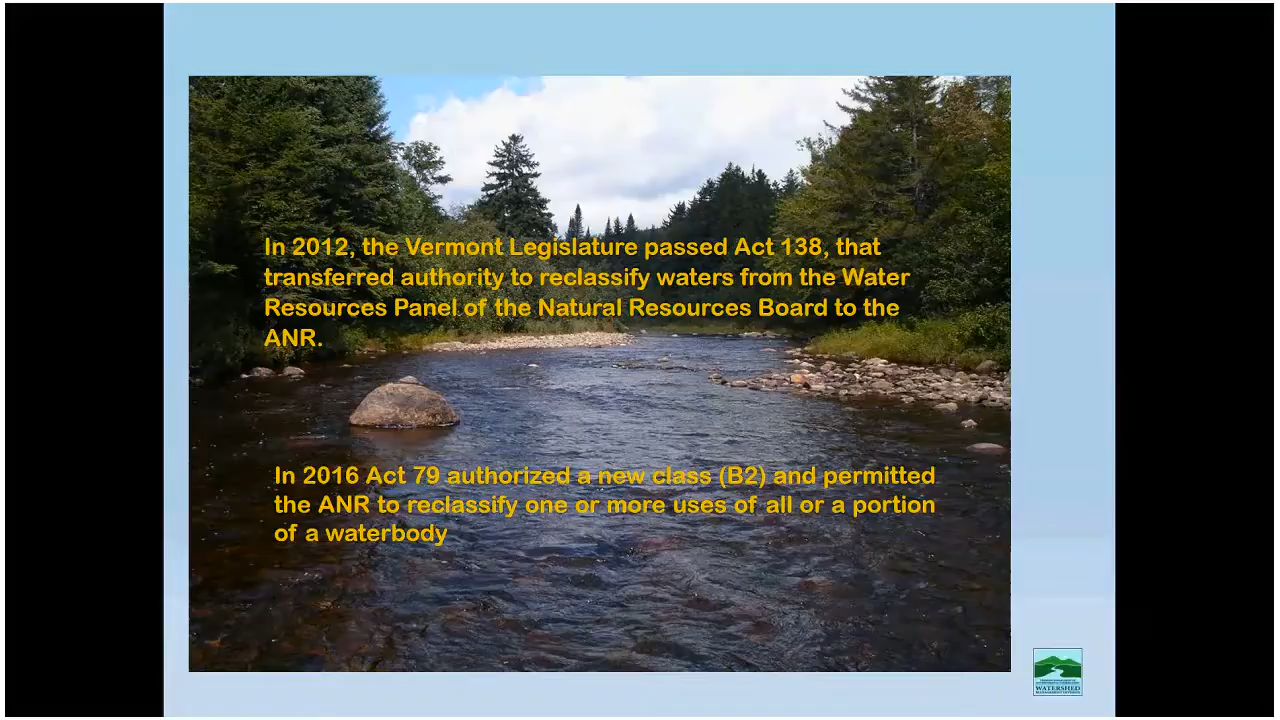 In 2012, the Vermont Legislature passed Act 138, that
transferred authority to reclassify waters from the Water
Resources Panel of the Natural Resources Board to the
ANR.
In 2016 Act 79 authorized a new class (B2) and permitted
the ANR to reclassify one or more uses of all or a portion
of a waterbody
WATERSHED
MANAGEMENT DIVISION